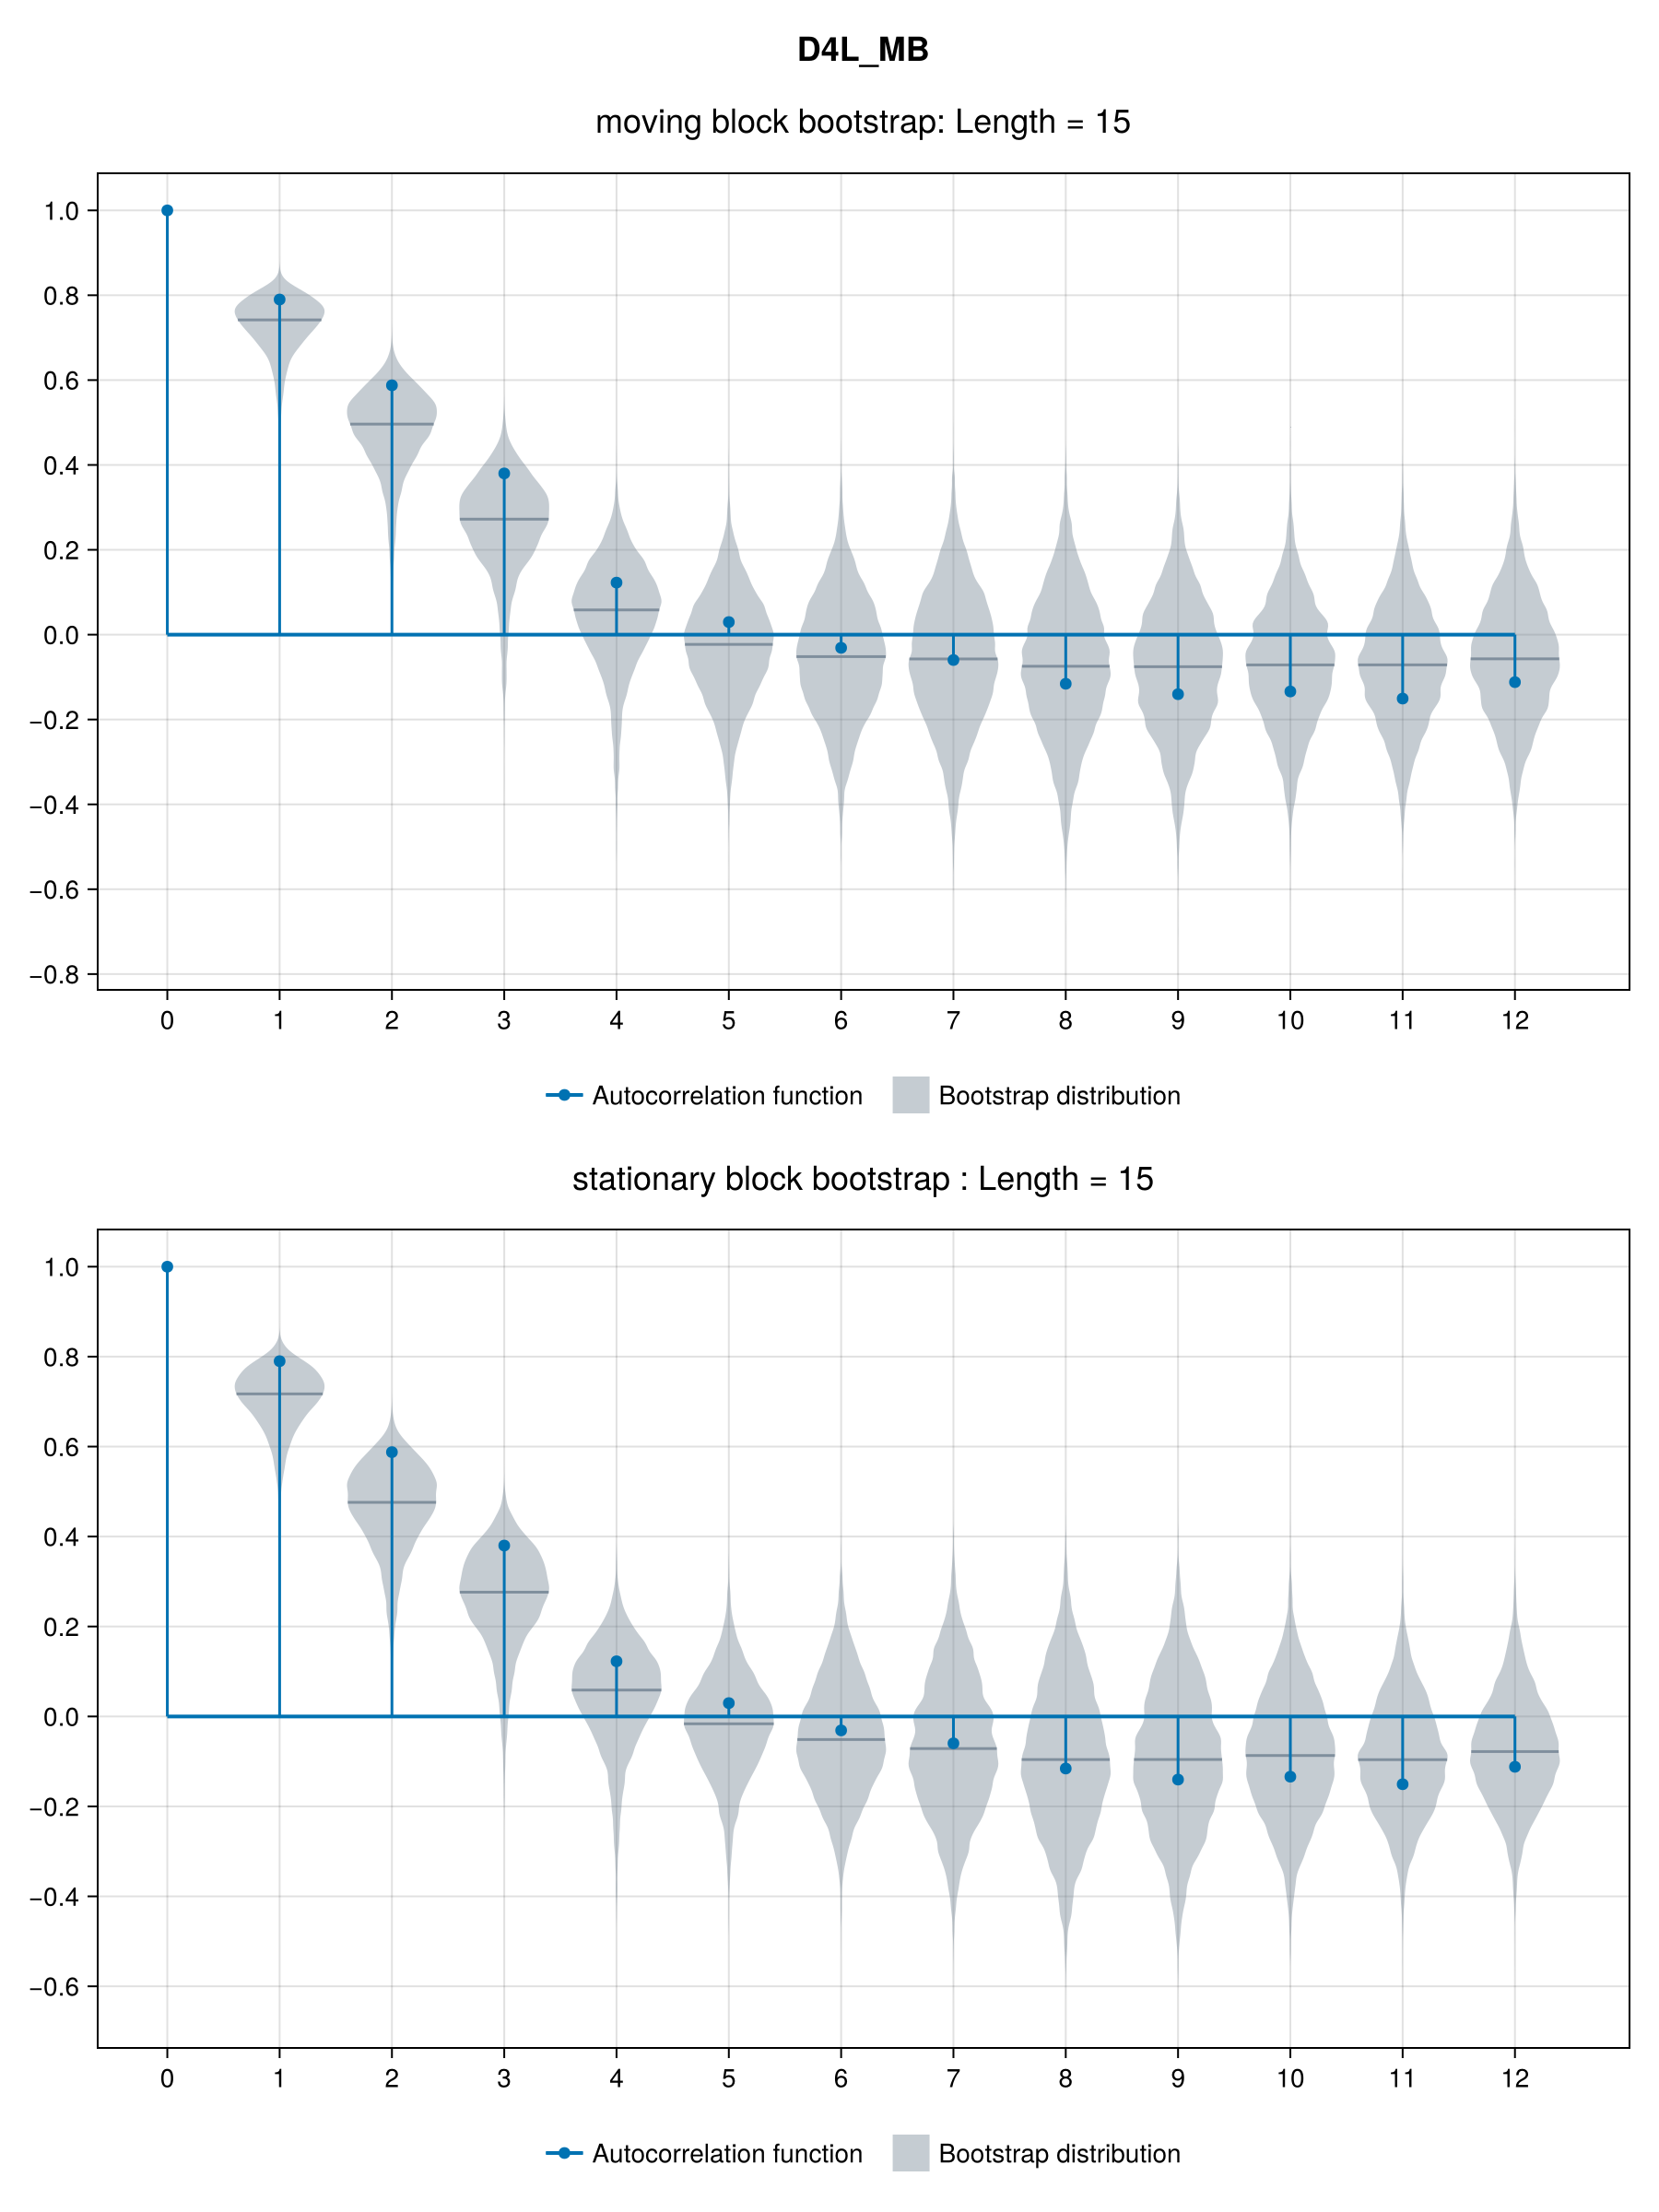 D4L_MB
moving block bootstrap: Length = 15
1.0
0.8
0.6
0.4
0.2
0.0
−0.2
−0.4
−0.6
−0.8
0 1 2 3 4 5 6 7 8 9 10 11 12
Autocorrelation function Bootstrap distribution
stationary block bootstrap : Length = 15
1.0
0.8
0.6
0.4
0.2
0.0
−0.2
−0.4
−0.6
0 1 2 3 4 5 6 7 8 9 10 11 12
Autocorrelation function Bootstrap distribution